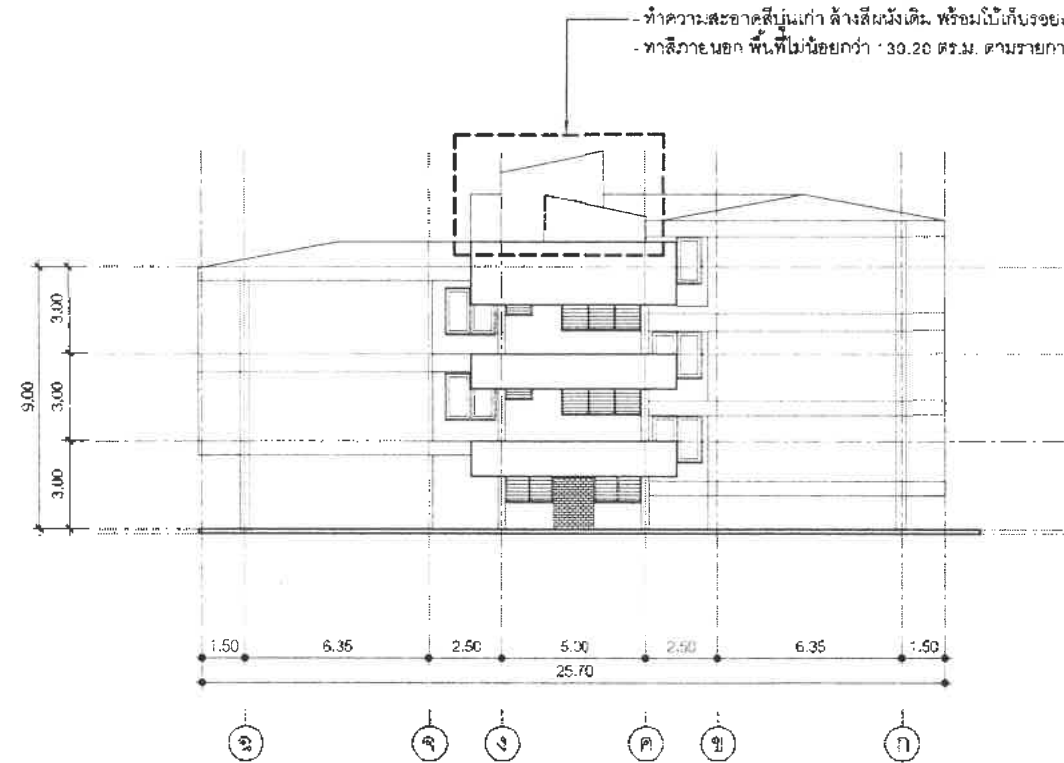 - ทำความสะอาดสีปูนเก่า ล้างสีผนังเดิม พร้อมโป๊เก็บรอย
- ทาสีภายนอก พื้นที่ไม่น้อยกว่า 130.20 ตร.ม. ตามรายกา
3.00
9.00
3.00
3.00
1.50 6.35 2.50 5.00 2.50 6.35 1.50
25.70
ฉ จ ง ค ข ก